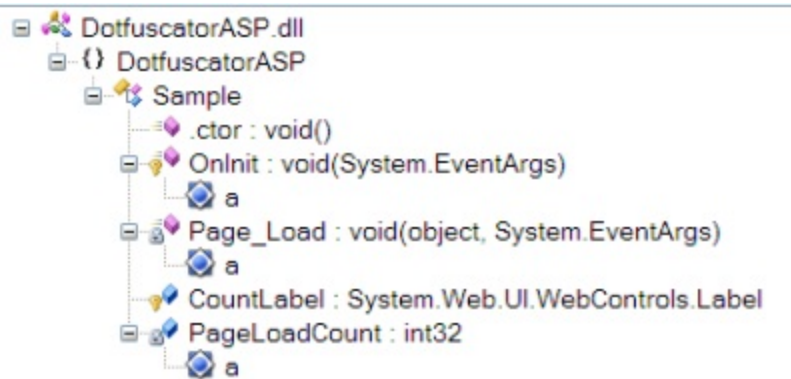 DotfuscatorASP.dll
{} DotfuscatorASP
Sample
.ctor : void()
OnInit : void(System.EventArgs)
a
Page_Load : void(object, System.EventArgs)
a
CountLabel : System.Web.UI.WebControls.Label
PageLoadCount : int32
a